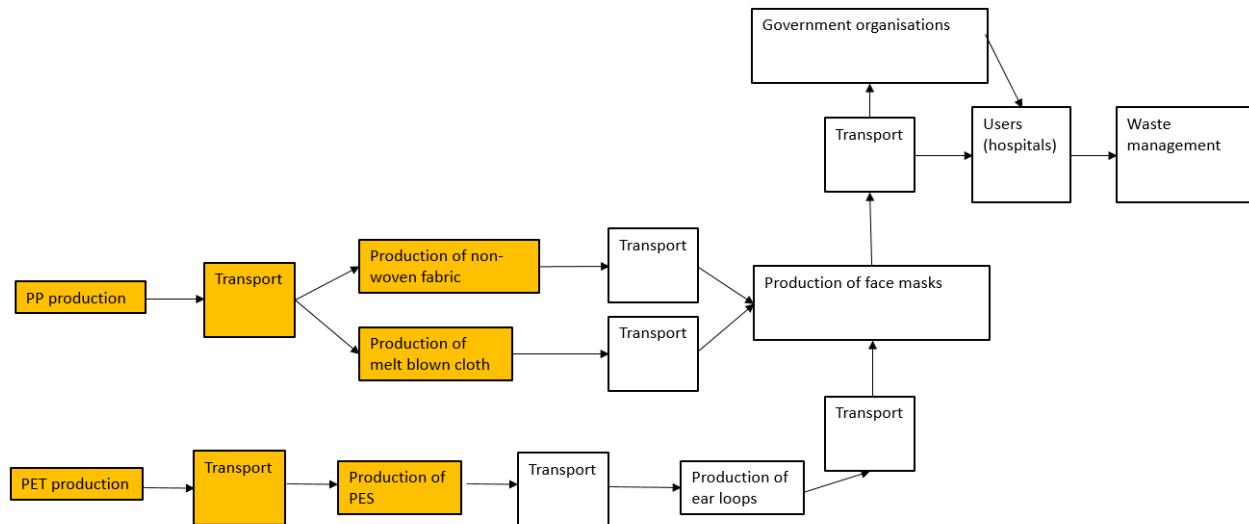 Government organisations
Transport
Users
(hospitals)
Waste
management
Transport
Production of non-
woven fabric
Transport
PP production
Production of face masks
Production of
melt blown cloth
Transport
Transport
PET production
Transport
Production of
PES
Transport
Production of
ear loops